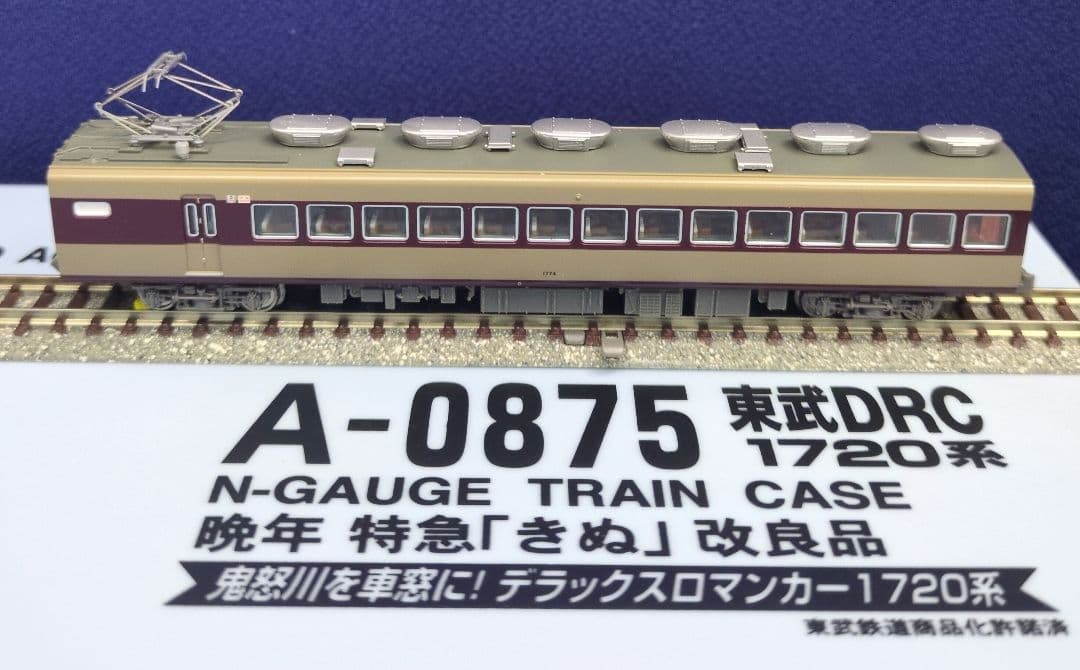 1774
A-0875 東武DRC
1720系
N-GAUGE TRAIN CASE
晩年 特急「きぬ」改良品
鬼怒川を車窓に!デラックスロマンカー1720系
東武鉄道商品化許諾済